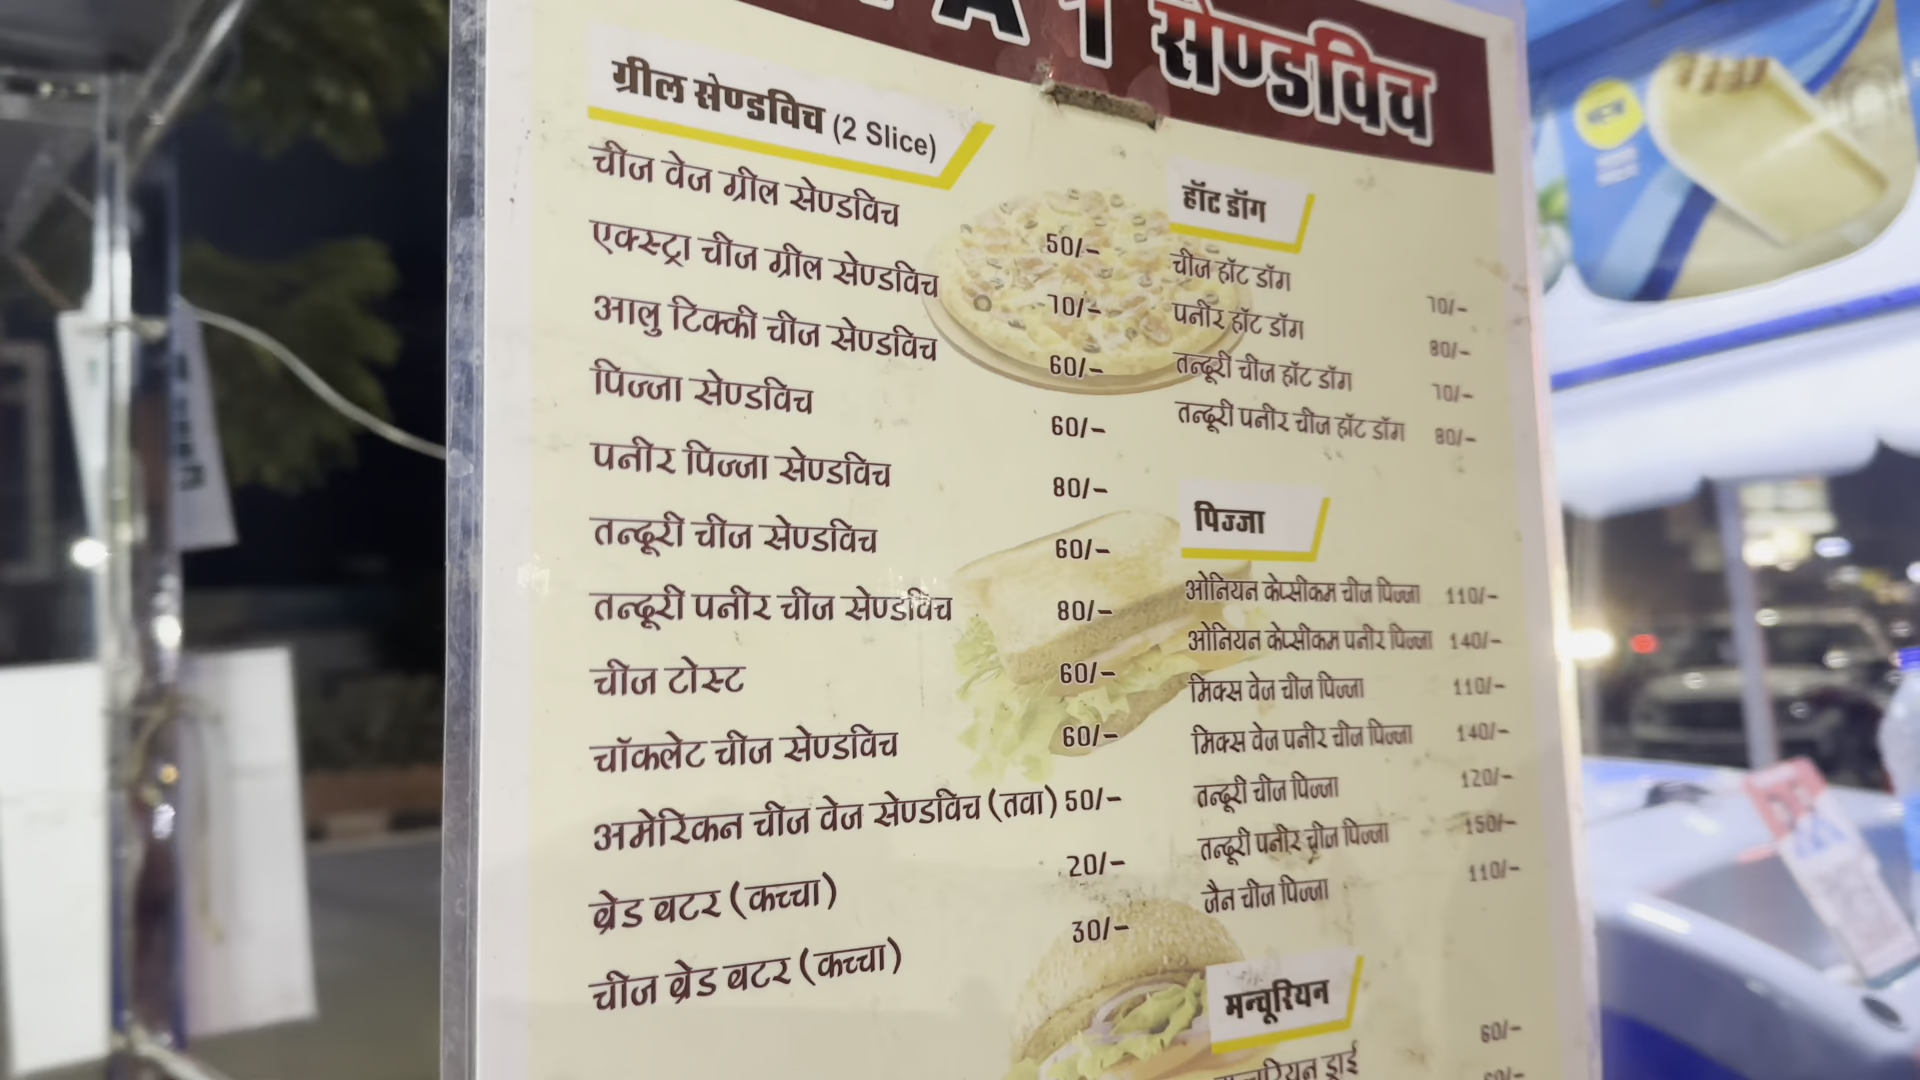 A 1 सेण्डविच
ग्रील सेण्डविच (2 Slice)
चीज वेज ग्रील सेण्डविच 50/-
एक्स्ट्रा चीज ग्रील सेण्डविच 70/-
आलु टिक्की चीज सेण्डविच 60/-
पिज्जा सेण्डविच 60/-
पनीर पिज्जा सेण्डविच 80/-
तन्दूरी चीज सेण्डविच 60/-
तन्दूरी पनीर चीज सेण्डविच 80/-
चीज टोस्ट 60/-
चॉकलेट चीज सेण्डविच 60/-
अमेरिकन चीज वेज सेण्डविच (तवा) 50/-
ब्रेड बटर (कच्चा) 20/-
चीज ब्रेड बटर (कच्चा) 30/-
हॉट डॉग
चीज हॉट डॉग 70/-
पनीर हॉट डॉग 80/-
तन्दूरी चीज हॉट डॉग 70/-
तन्दूरी पनीर चीज हॉट डॉग 80/-
पिज्जा
ओनियन केप्सीकम चीज पिज्जा 110/-
ओनियन केप्सीकम पनीर पिज्जा 140/-
मिक्स वेज चीज पिज्जा 110/-
मिक्स वेज पनीर चीज पिज्जा 140/-
तन्दूरी चीज पिज्जा 120/-
तन्दूरी पनीर चीज पिज्जा 150/-
जैन चीज पिज्जा 110/-
मन्चूरियन
ड्राई 60/-